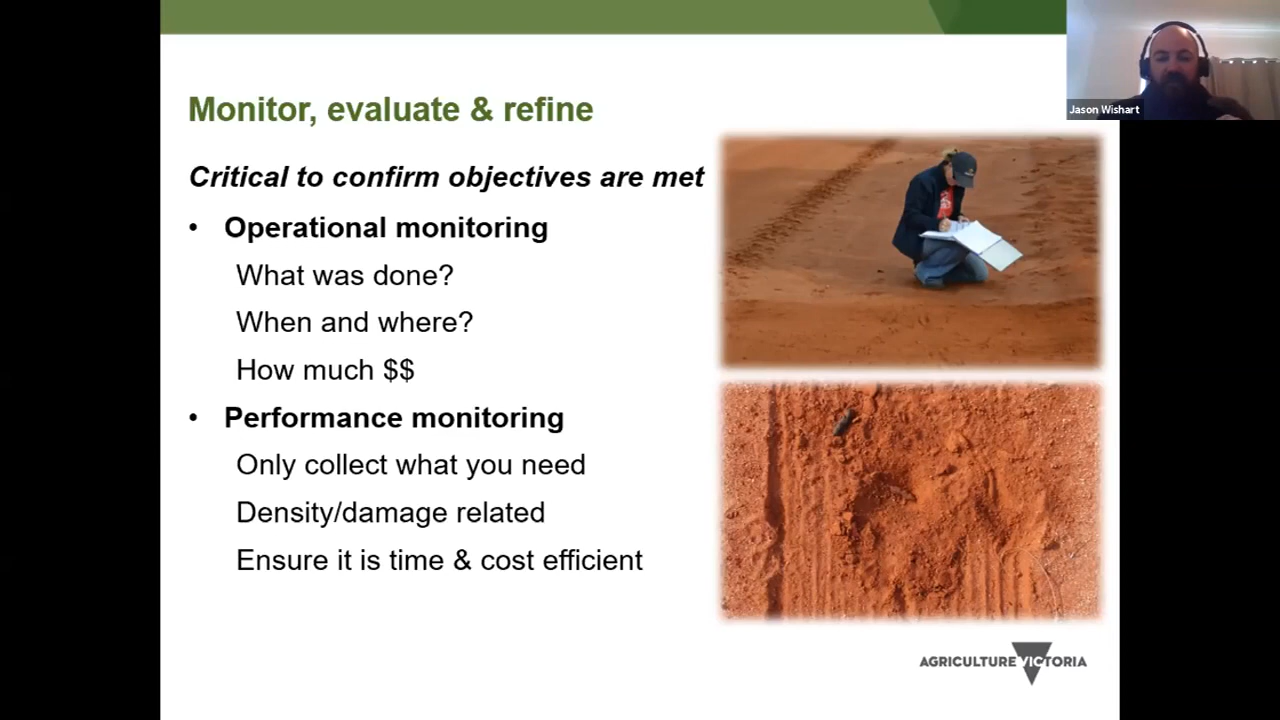 Monitor, evaluate & refine
Jason Wishart
Critical to confirm objectives are met
• Operational monitoring
What was done?
When and where?
How much $$
• Performance monitoring
Only collect what you need
Density/damage related
Ensure it is time & cost efficient
AGRICULTURE VICTORIA